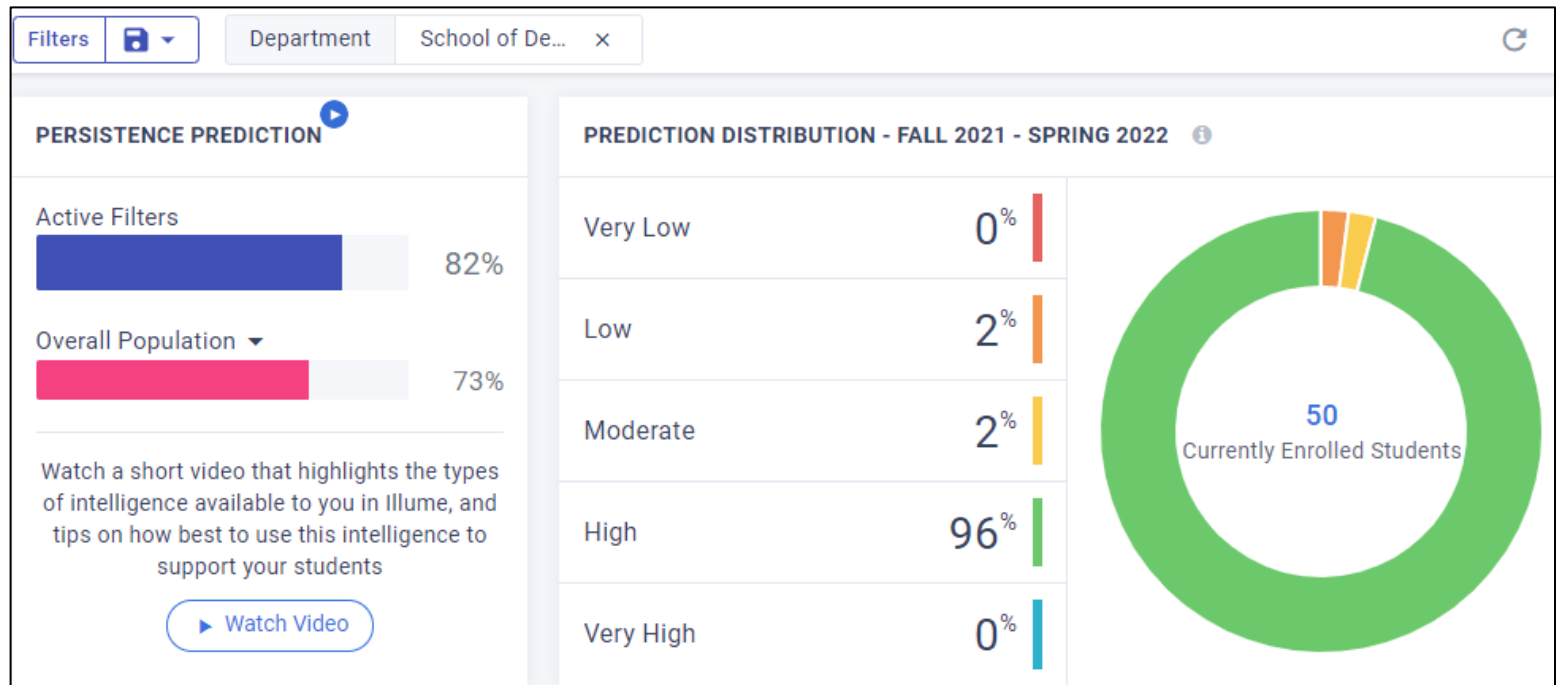 Filters
Department
School of De...
PERSISTENCE PREDICTION
Active Filters
82%
Overall Population
73%
Watch a short video that highlights the types
of intelligence available to you in Illume, and
tips on how best to use this intelligence to
support your students
Watch Video
PREDICTION DISTRIBUTION - FALL 2021 - SPRING 2022
Very Low 0%
Low 2%
Moderate 2%
High 96%
Very High 0%
50
Currently Enrolled Students